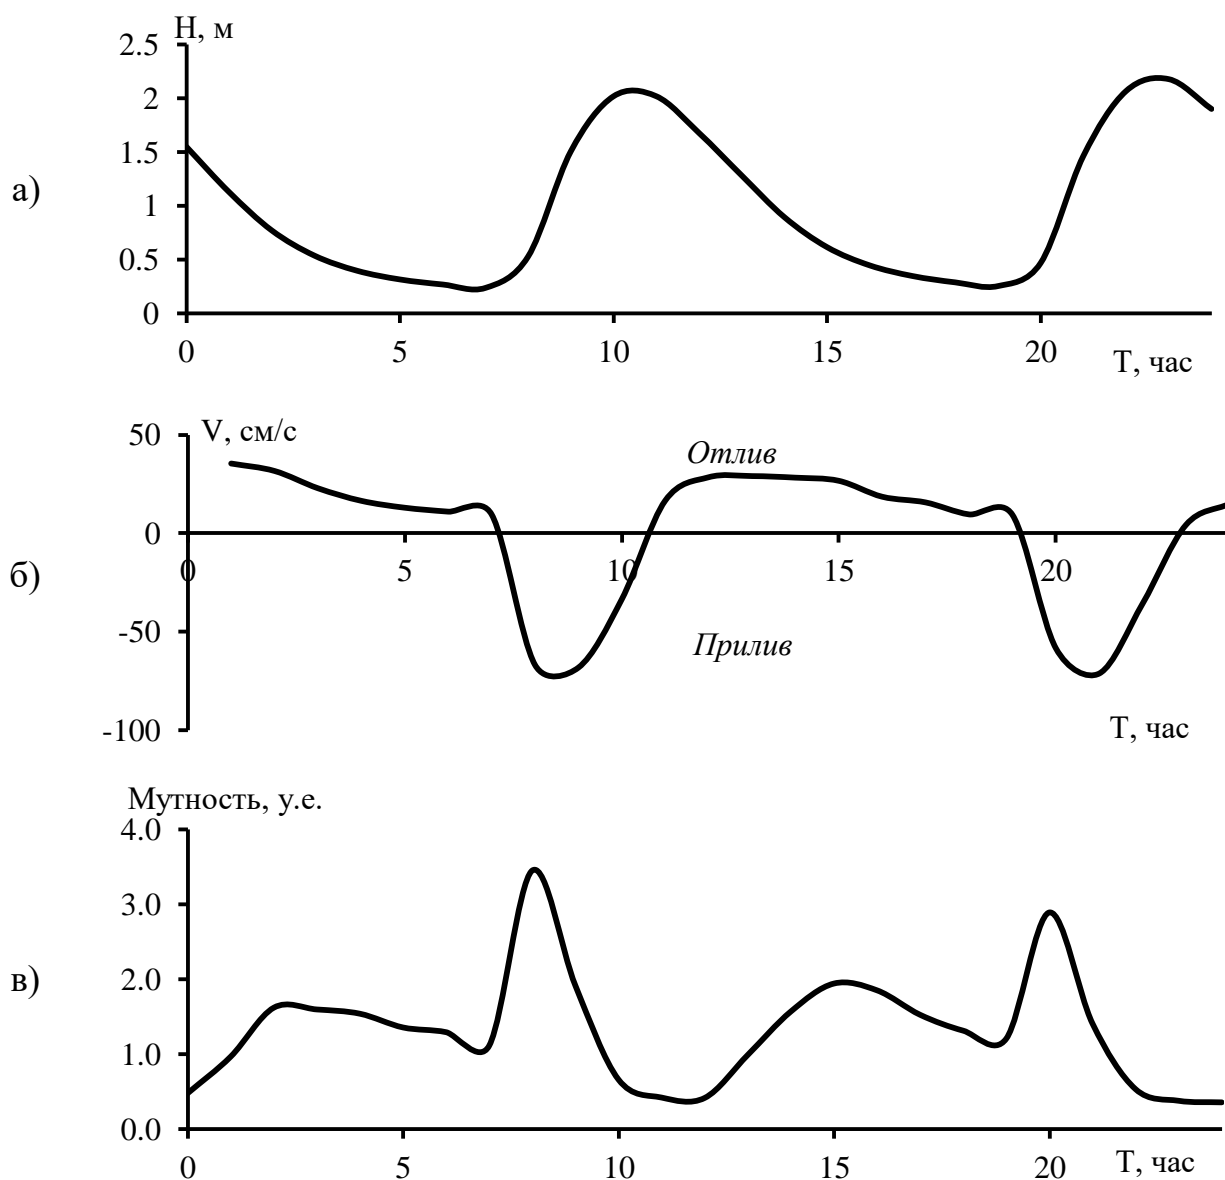 H, м
2.5
2
1.5
а)
1
0.5
0
0 5 10 15 20 Т, час
V, см/с
50
Отлив
0
0 5 10 15 20
б)
-50
Прилив
-100
Т, час
Мутность, у.е.
4.0
3.0
в)
2.0
1.0
0.0
0 5 10 15 20 Т, час